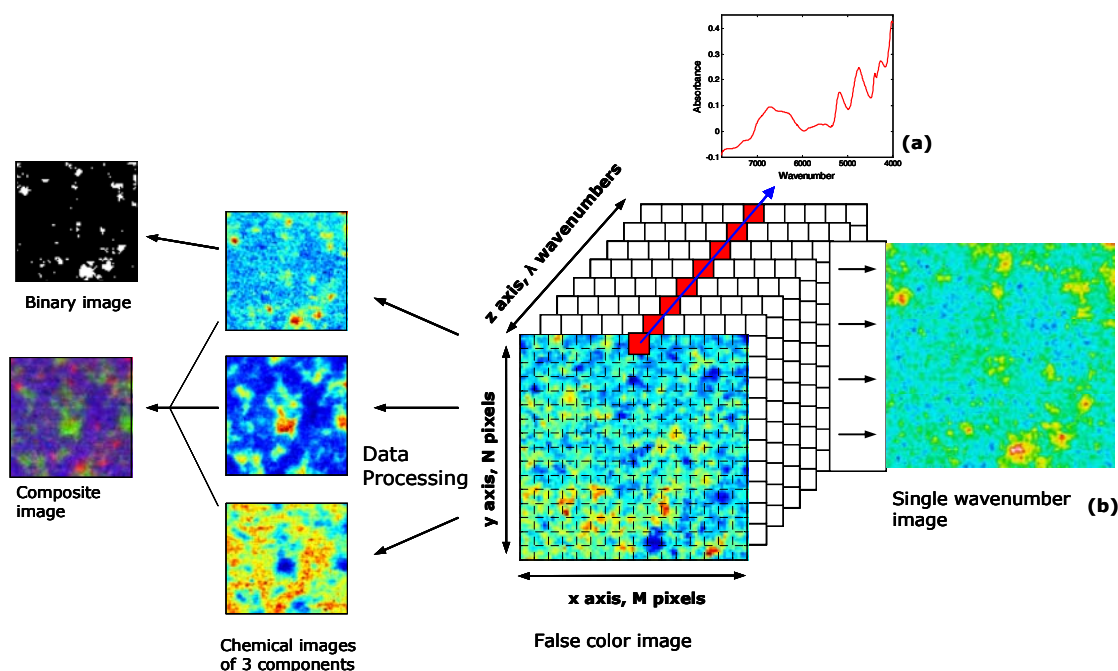 0.4
0.3
0.2
0.1
0
-0.1
Absorbance
7000
6000
5000
4000
Wavenumber
(a)
z axis, λ wavenumbers
Binary image
Composite
image
Data
Processing
y axis, N pixels
x axis, M pixels
Single wavenumber
image
(b)
False color image
Chemical images
of 3 components